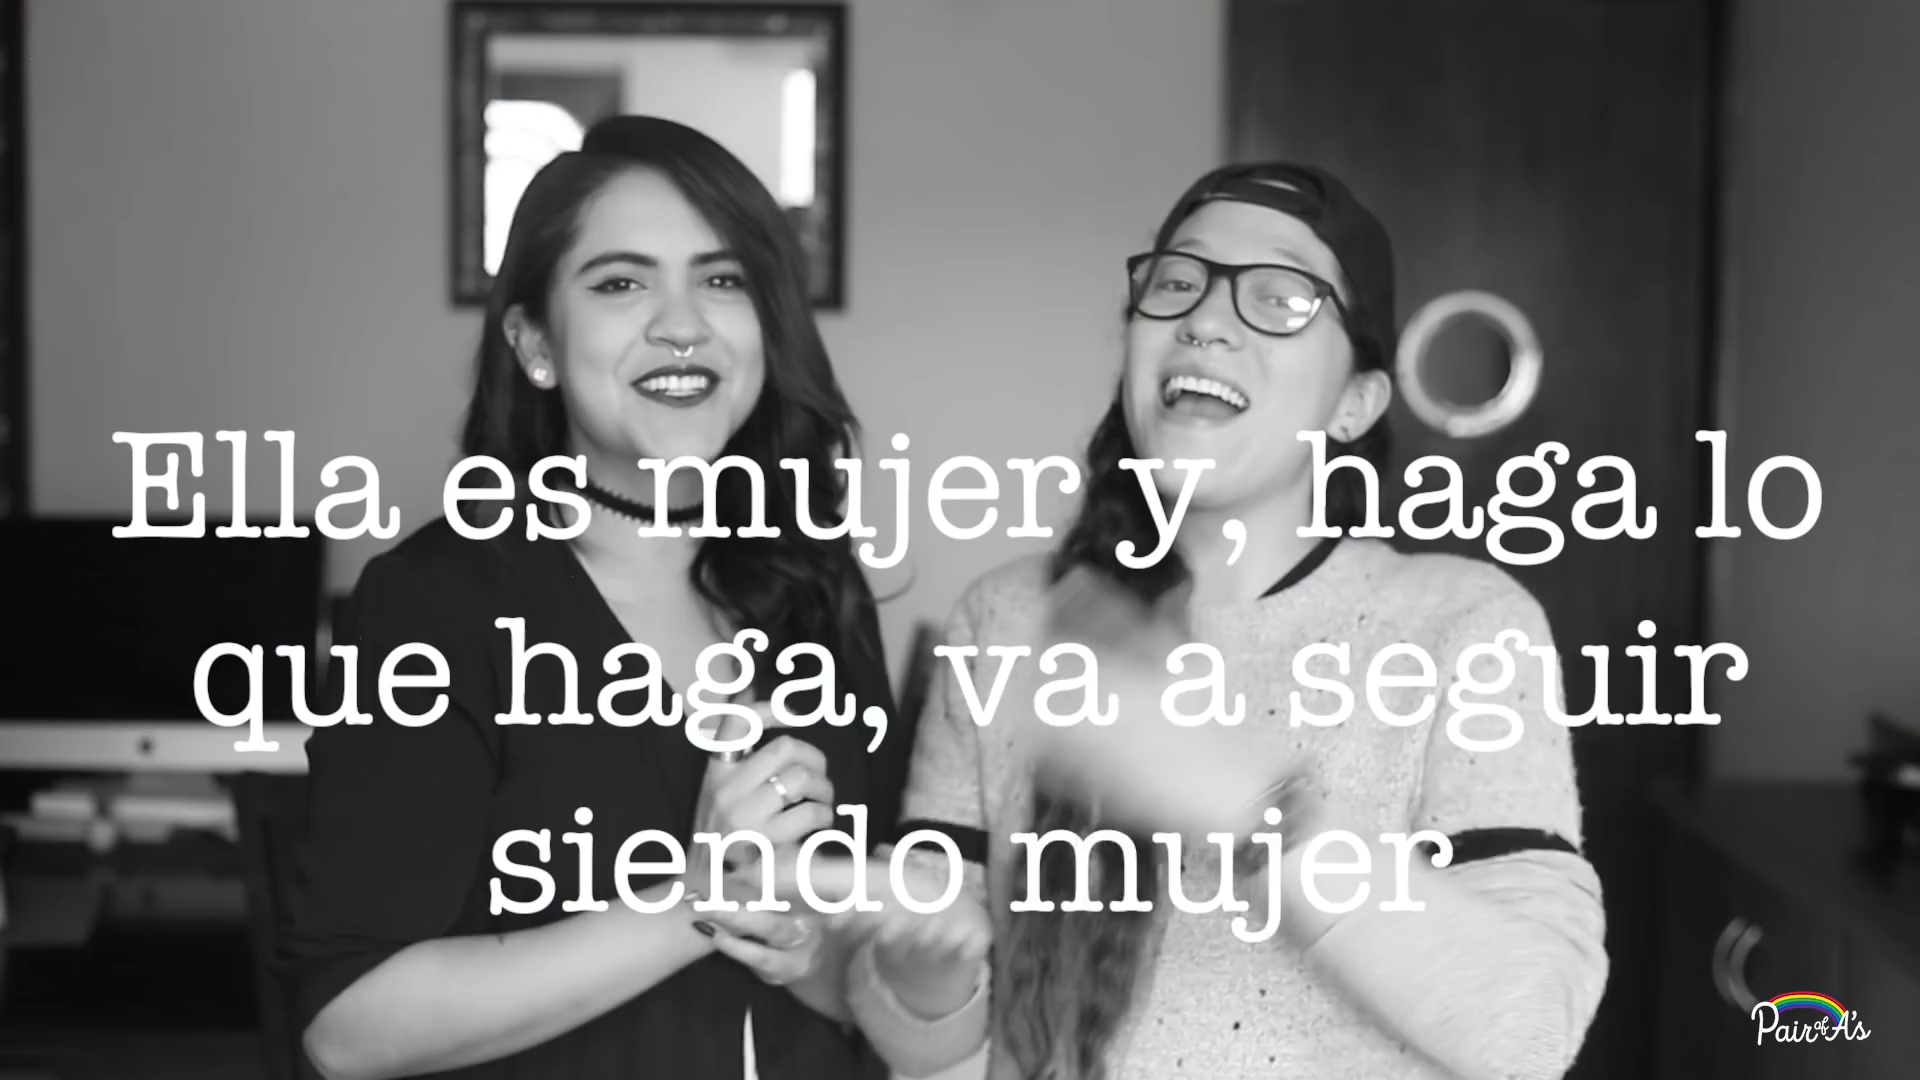 Ella es mujer y, haga lo
que haga, va a seguir
siendo mujer
Pair of A's